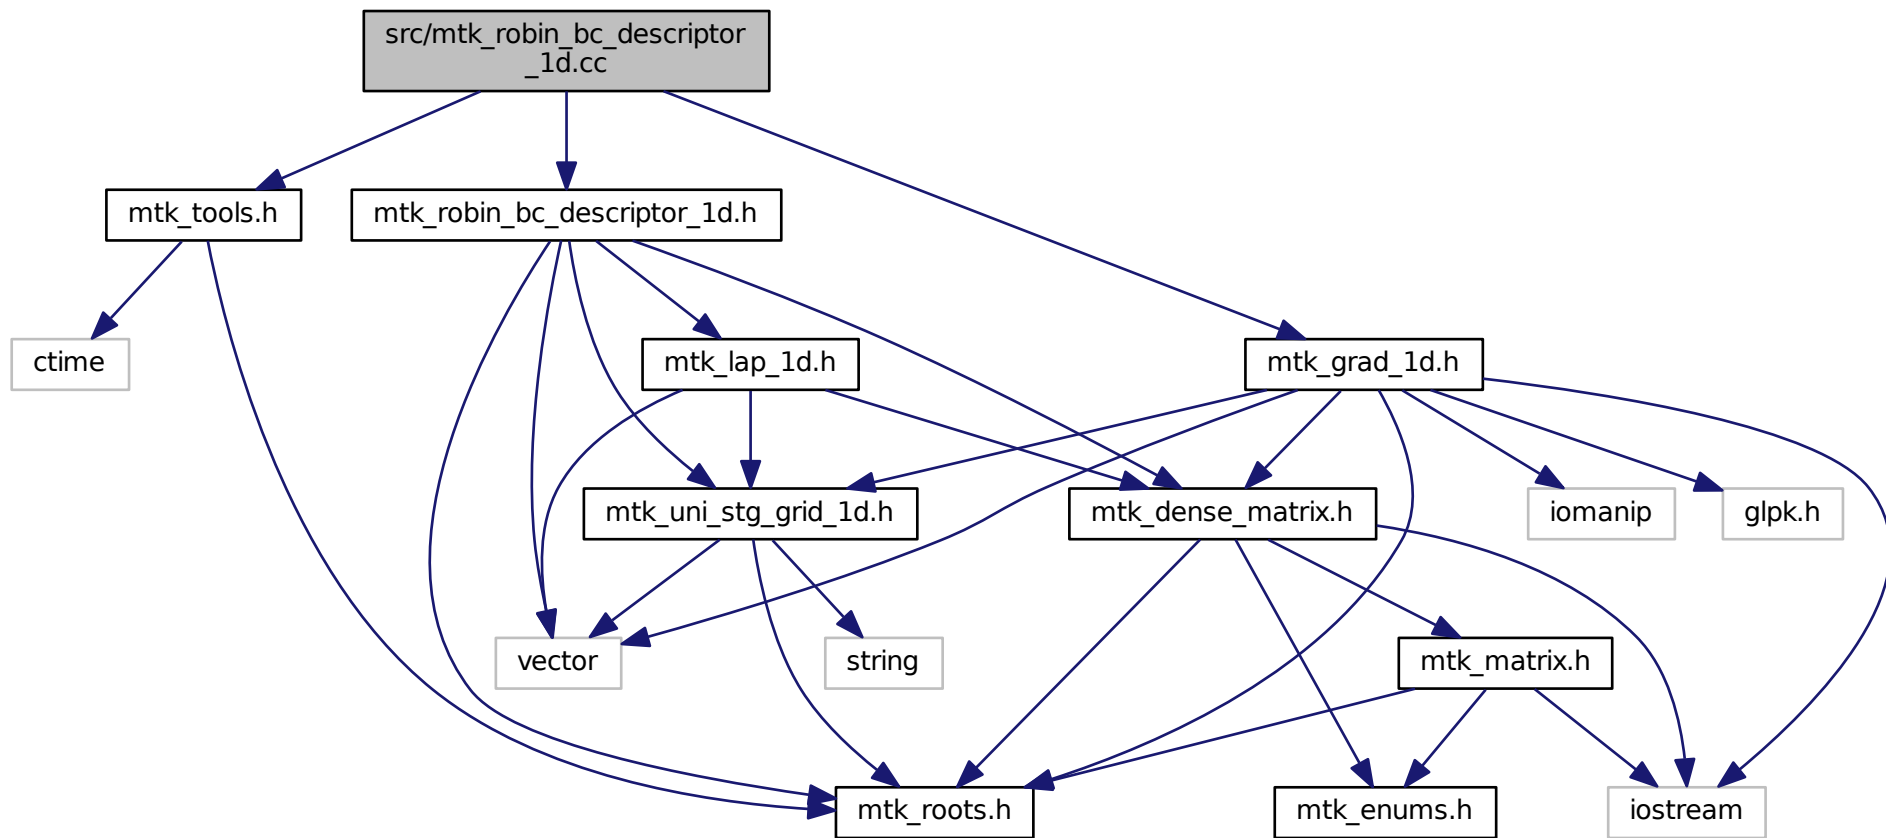 src/mtk_robin_bc_descriptor
_1d.cc
mtk_tools.h
mtk_robin_bc_descriptor_1d.h
ctime
mtk_lap_1d.h
mtk_grad_1d.h
mtk_uni_stg_grid_1d.h
mtk_dense_matrix.h
iomanip
glpk.h
vector
string
mtk_matrix.h
mtk_roots.h
mtk_enums.h
iostream